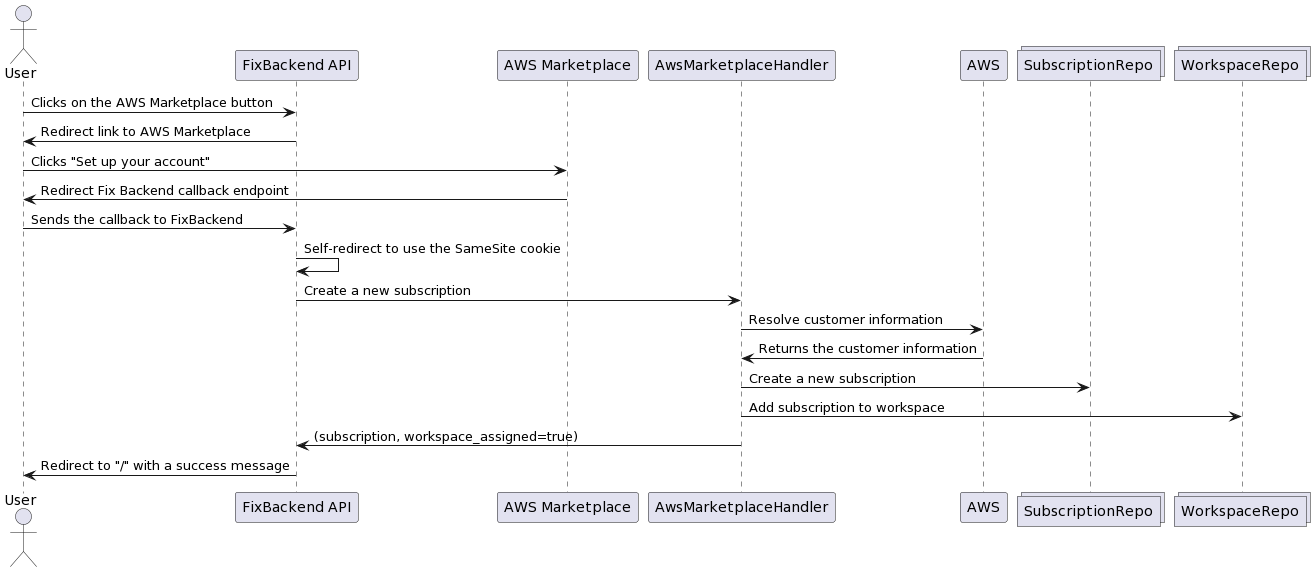 User
FixBackend API
AWS Marketplace
AwsMarketplaceHandler
AWS
SubscriptionRepo
WorkspaceRepo
Clicks on the AWS Marketplace button
Redirect link to AWS Marketplace
Clicks "Set up your account"
Redirect Fix Backend callback endpoint
Sends the callback to FixBackend
Self-redirect to use the SameSite cookie
Create a new subscription
Resolve customer information
Returns the customer information
Create a new subscription
Add subscription to workspace
(subscription, workspace_assigned=true)
Redirect to "/" with a success message
User
FixBackend API
AWS Marketplace
AwsMarketplaceHandler
AWS
SubscriptionRepo
WorkspaceRepo